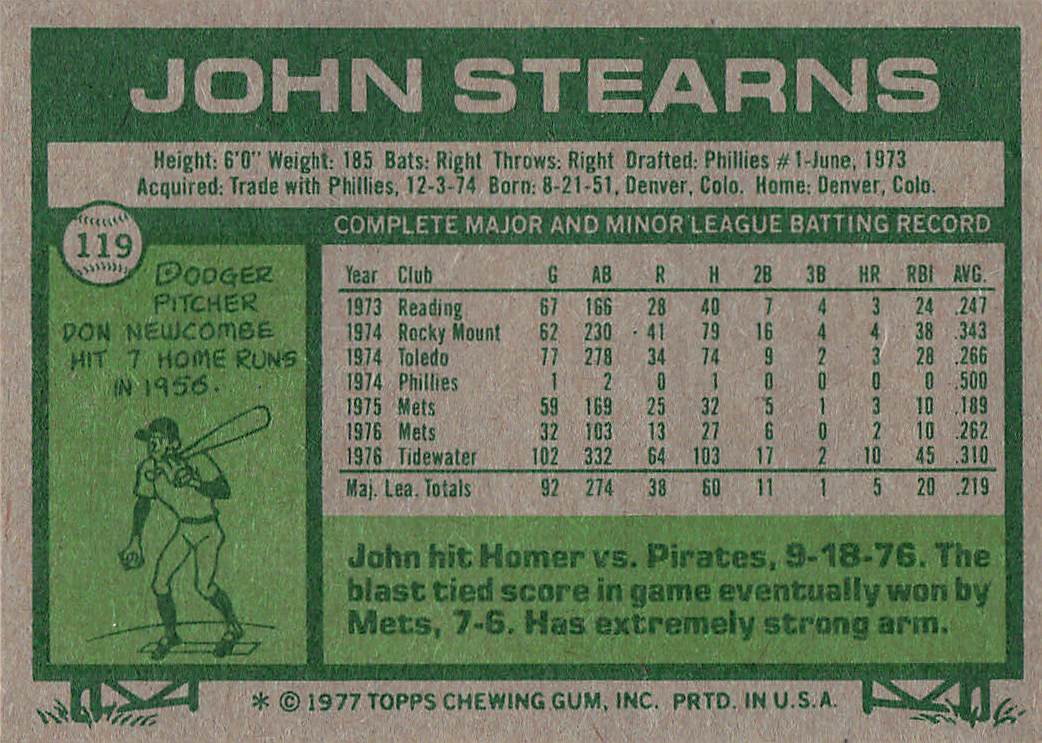 JOHN STEARNS
Height: 6'0" Weight: 185 Bats: Right Throws: Right Drafted: Phillies #1-June, 1973
Acquired: Trade with Phillies, 12-3-74 Born: 8-21-51, Denver, Colo. Home: Denver, Colo.
119
DODGER
PITCHER
DON NEWCOMBE
HIT 7 HOME RUNS
IN 1955.
COMPLETE MAJOR AND MINOR LEAGUE BATTING RECORD
Year Club G AB R H 2B 3B HR RBI AVG.
1973 Reading 67 166 28 40 7 4 3 24 .247
1974 Rocky Mount 62 230 41 79 16 4 4 38 .343
1974 Toledo 77 278 34 74 9 2 3 28 .266
1974 Phillies 1 2 0 1 0 0 0 0 .500
1975 Mets 59 169 25 32 5 1 3 10 .189
1976 Mets 32 103 13 27 6 0 2 10 .262
1976 Tidewater 102 332 64 103 17 2 10 45 .310
Maj. Lea. Totals 92 274 38 60 11 1 5 20 .219
John hit Homer vs. Pirates, 9-18-76. The
blast tied score in game eventually won by
Mets, 7-6. Has extremely strong arm.
* © 1977 TOPPS CHEWING GUM, INC. PRTD. IN U.S.A.